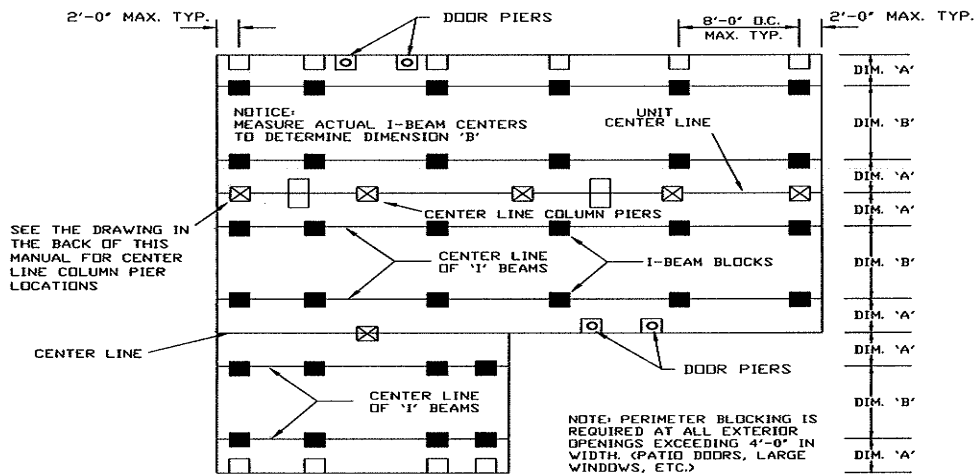 2'-0" MAX. TYP.
DOOR PIERS
8'-0" O.C.
MAX. TYP.
2'-0" MAX. TYP.
DIM. 'A'
NOTICE:
MEASURE ACTUAL I-BEAM CENTERS
TO DETERMINE DIMENSION 'B'
UNIT
CENTER LINE
DIM. 'B'
DIM. 'A'
CENTER LINE COLUMN PIERS
DIM. 'A'
SEE THE DRAWING IN
THE BACK OF THIS
MANUAL FOR CENTER
LINE COLUMN PIER
LOCATIONS
CENTER LINE
OF 'I' BEAMS
I-BEAM BLOCKS
DIM. 'B'
DIM. 'A'
CENTER LINE
DIM. 'A'
DOOR PIERS
CENTER LINE
OF 'I' BEAMS
DIM. 'B'
NOTE: PERIMETER BLOCKING IS
REQUIRED AT ALL EXTERIOR
OPENINGS EXCEEDING 4'-0" IN
WIDTH. (PATIO DOORS, LARGE
WINDOWS, ETC.)
DIM. 'A'